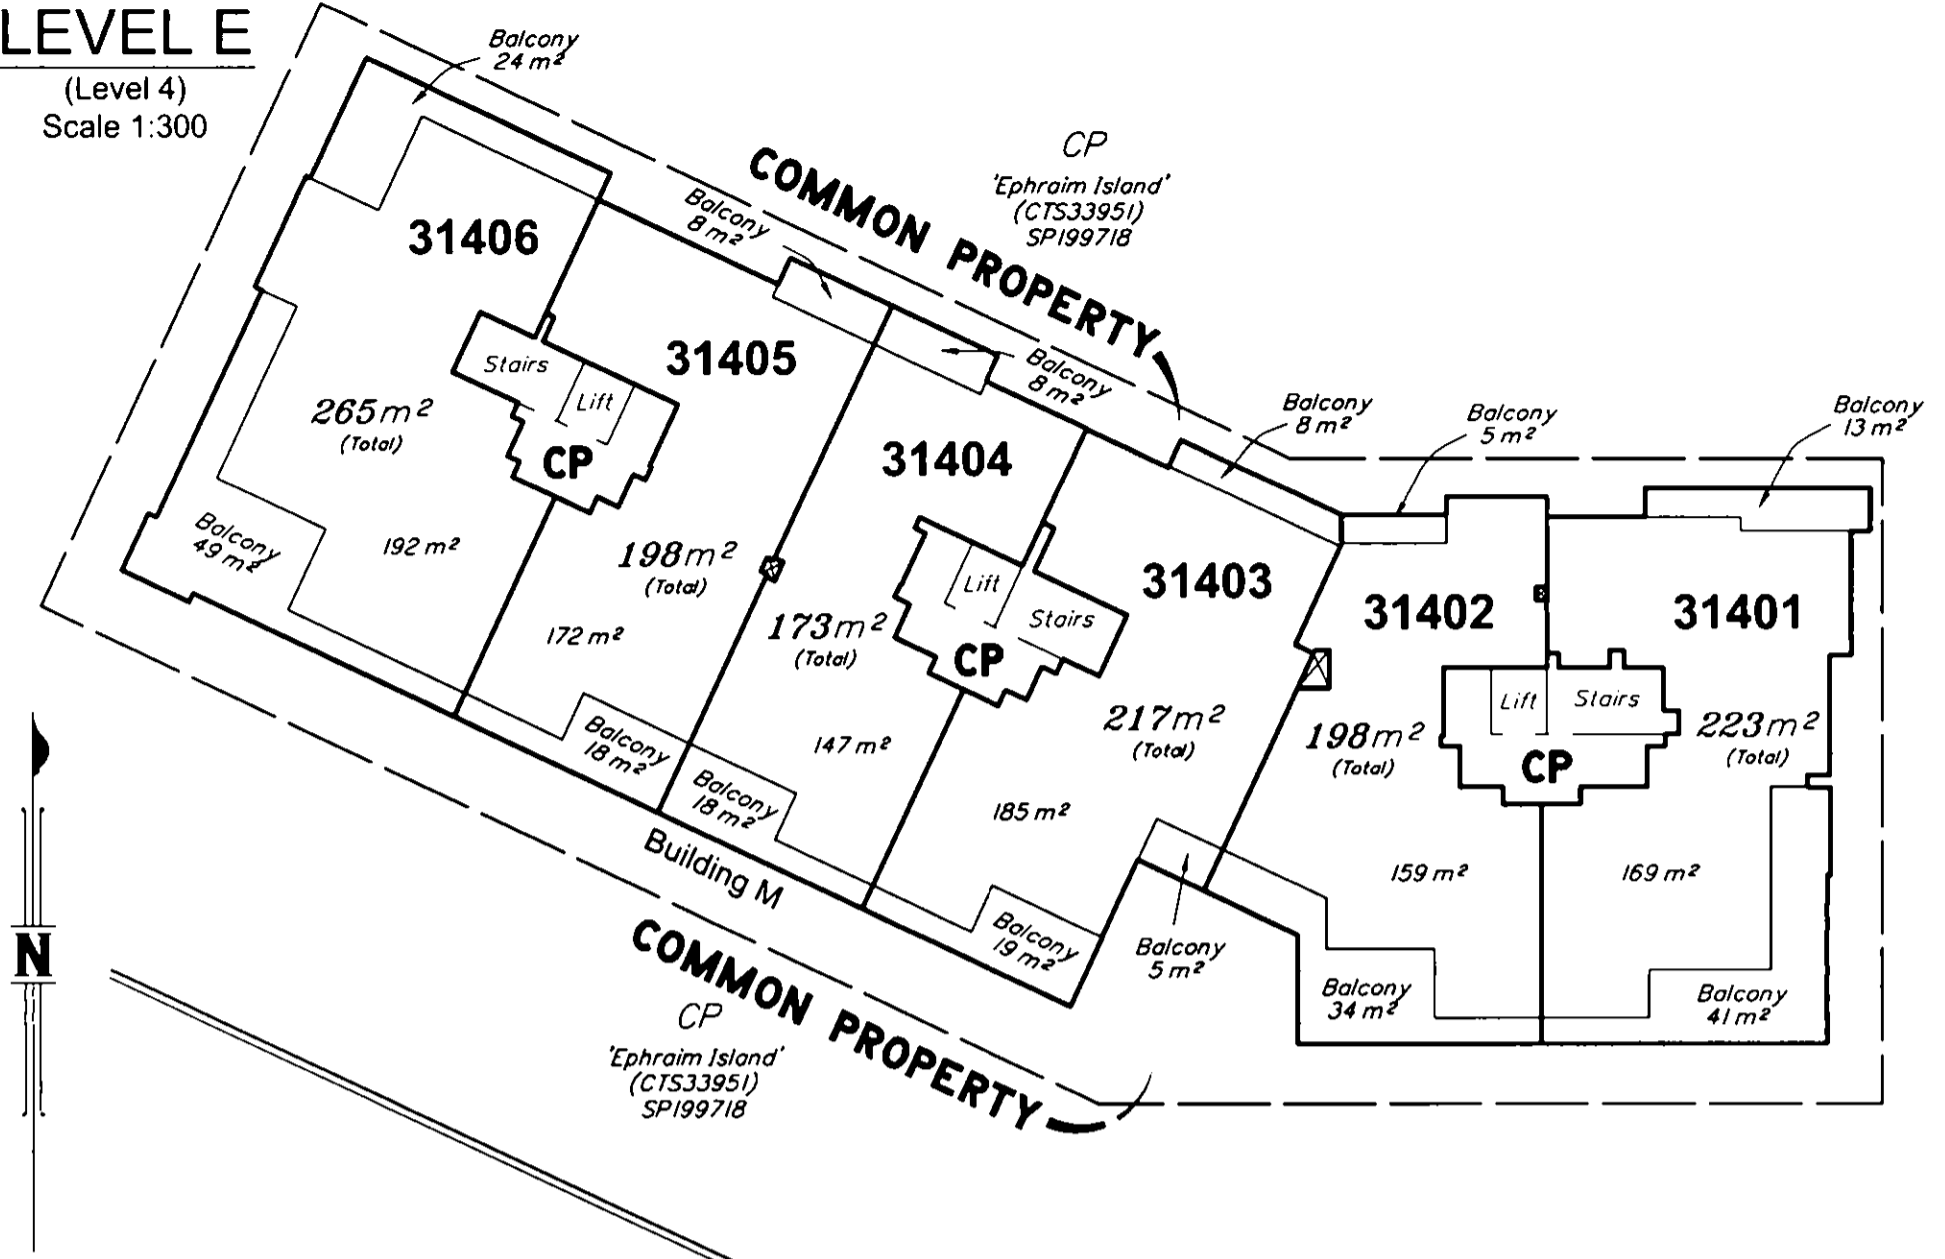 LEVEL E
(Level 4)
Scale 1:300
Balcony
24 m²
CP
'Ephraim Island'
(CTS33951)
SP199718
COMMON PROPERTY
Balcony
8 m²
31406
31405
Balcony
8 m²
Balcony
8 m²
Balcony
5 m²
Balcony
13 m²
Stairs
Lift
CP
265 m²
(Total)
31404
31403
31402
31401
Balcony
49 m²
192 m²
198 m²
(Total)
172 m²
Lift
Stairs
CP
173 m²
(Total)
147 m²
217 m²
(Total)
185 m²
Lift
Stairs
CP
198 m²
(Total)
223 m²
(Total)
159 m²
169 m²
Balcony
18 m²
Balcony
18 m²
Building M
Balcony
19 m²
Balcony
5 m²
Balcony
34 m²
Balcony
41 m²
COMMON PROPERTY
CP
'Ephraim Island'
(CTS33951)
SP199718
N